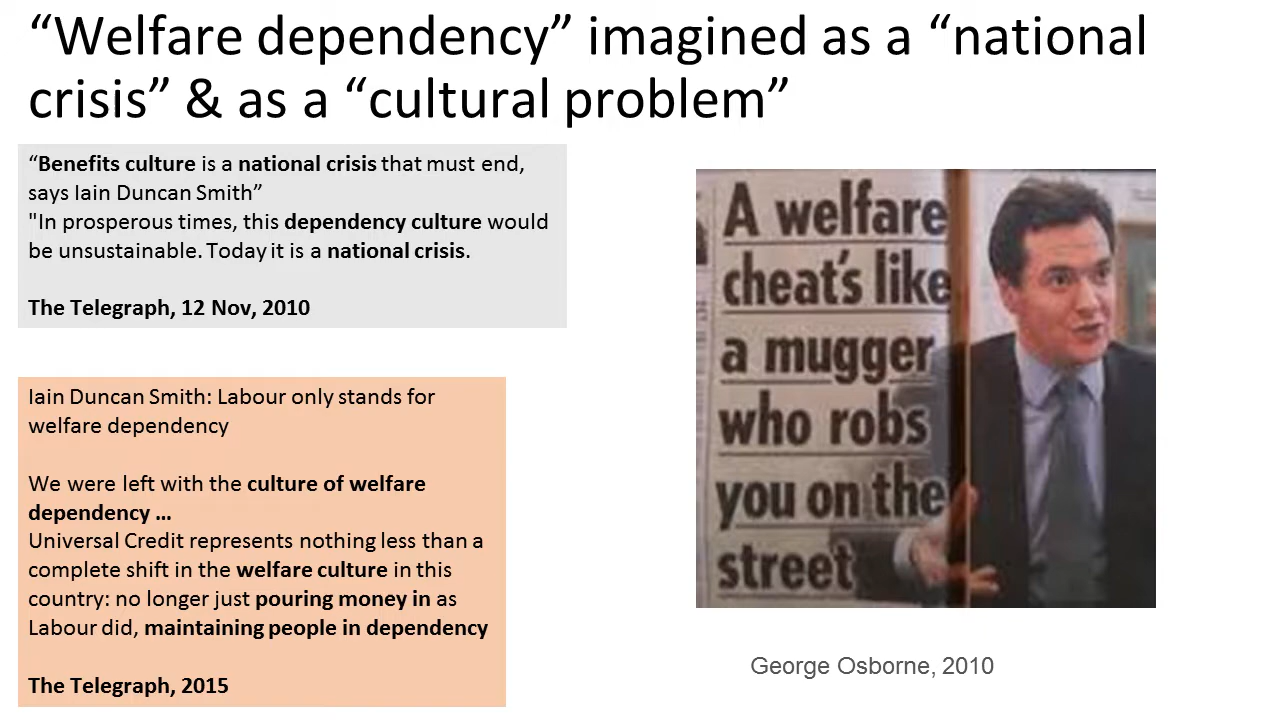 “Welfare dependency” imagined as a “national
crisis” & as a “cultural problem”
“Benefits culture is a national crisis that must end,
says Iain Duncan Smith”
"In prosperous times, this dependency culture would
be unsustainable. Today it is a national crisis.
The Telegraph, 12 Nov, 2010
Iain Duncan Smith: Labour only stands for
welfare dependency
We were left with the culture of welfare
dependency …
Universal Credit represents nothing less than a
complete shift in the welfare culture in this
country: no longer just pouring money in as
Labour did, maintaining people in dependency
The Telegraph, 2015
A welfare
cheat's like
a mugger
who robs
you on the
street
George Osborne, 2010